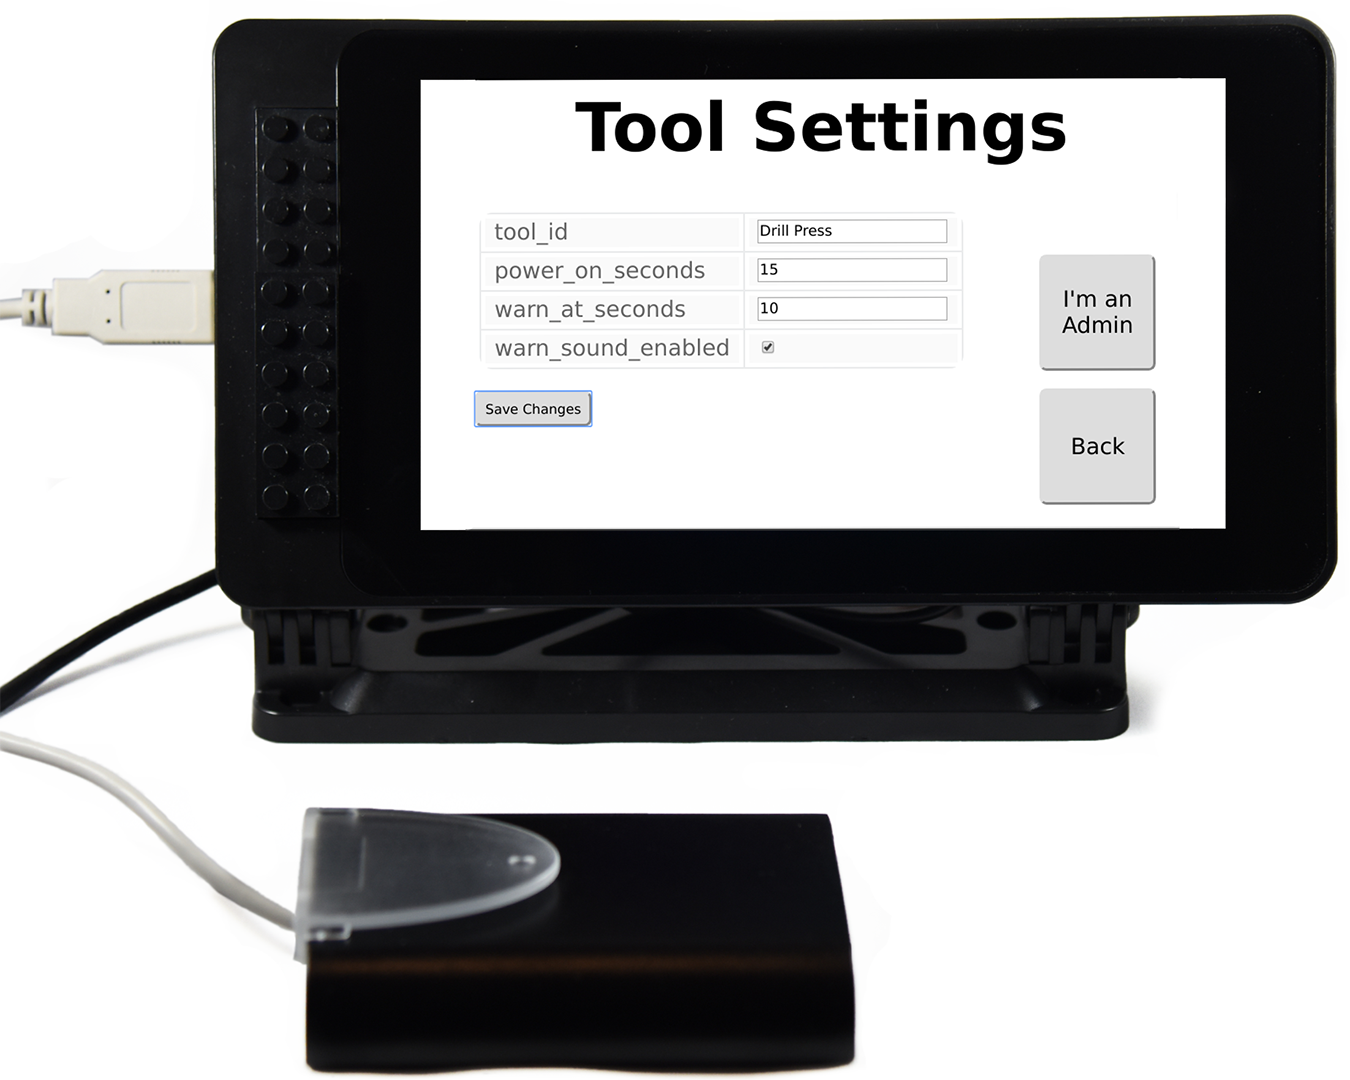 Tool Settings
tool_id Drill Press
power_on_seconds 15
warn_at_seconds 10
warn_sound_enabled
I'm an
Admin
Save Changes
Back